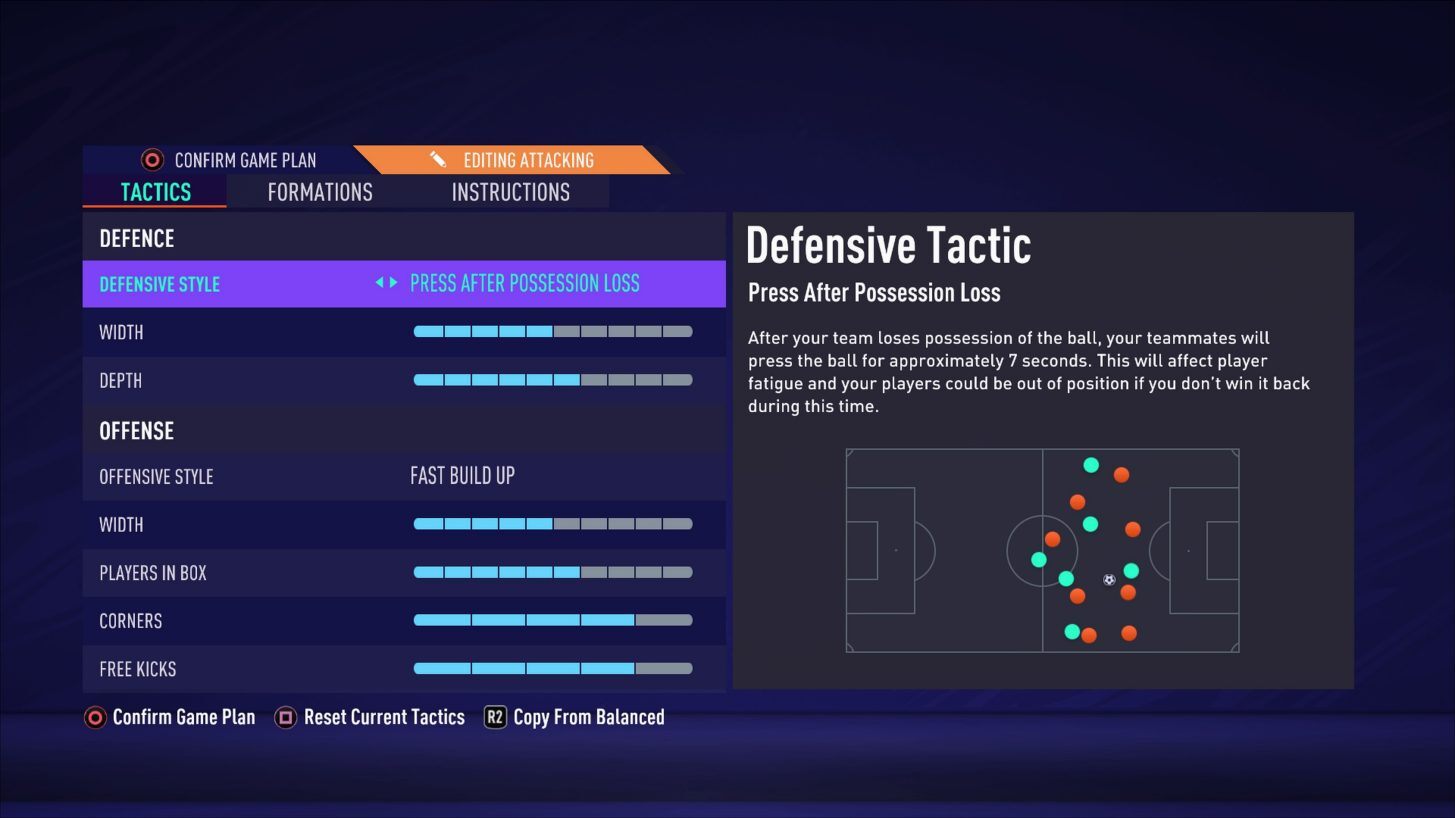 CONFIRM GAME PLAN
EDITING ATTACKING
TACTICS
FORMATIONS
INSTRUCTIONS
DEFENCE
DEFENSIVE STYLE
PRESS AFTER POSSESSION LOSS
WIDTH
DEPTH
OFFENSE
OFFENSIVE STYLE
FAST BUILD UP
WIDTH
PLAYERS IN BOX
CORNERS
FREE KICKS
Defensive Tactic
Press After Possession Loss
After your team loses possession of the ball, your teammates will
press the ball for approximately 7 seconds. This will affect player
fatigue and your players could be out of position if you don't win it back
during this time.
Confirm Game Plan
Reset Current Tactics
R2 Copy From Balanced